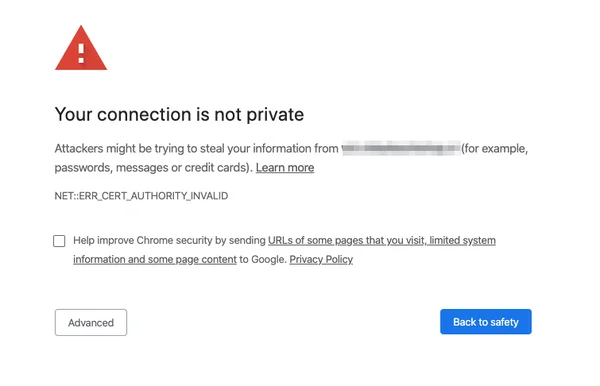 Your connection is not private
Attackers might be trying to steal your information from (for example,
passwords, messages or credit cards). Learn more
NET::ERR_CERT_AUTHORITY_INVALID
Help improve Chrome security by sending URLs of some pages that you visit, limited system
information and some page content to Google. Privacy Policy
Advanced
Back to safety